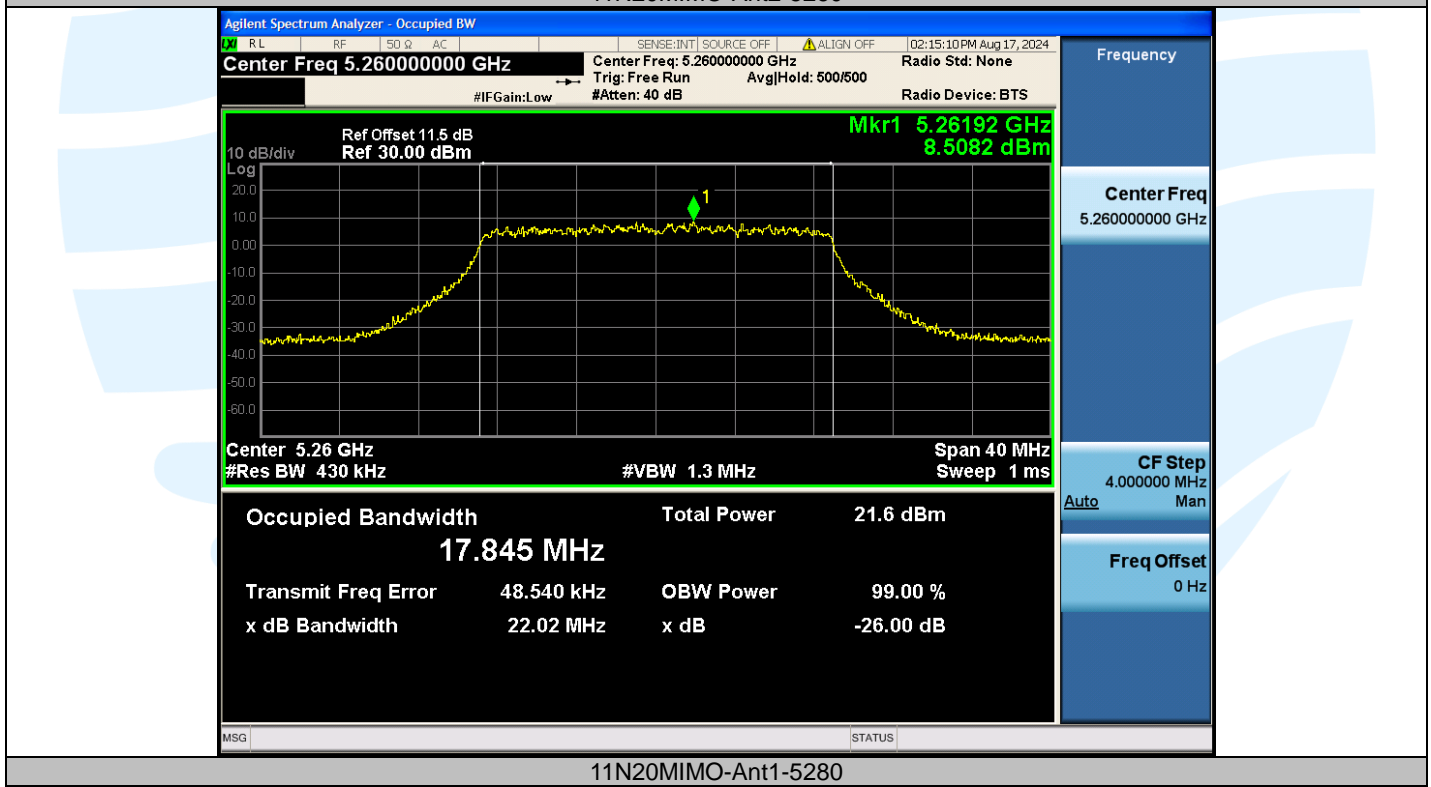 11N20MIMO-Ant2-5260
Agilent Spectrum Analyzer - Occupied BW
LXI RL RF 50 Ω AC SENSE:INT SOURCE OFF ALIGN OFF 02:15:10 PM Aug 17, 2024
Center Freq 5.260000000 GHz
Center Freq: 5.260000000 GHz
Radio Std: None
Trig: Free Run
Avg|Hold: 500/500
#IFGain:Low
#Atten: 40 dB
Radio Device: BTS
Frequency
Mkr1 5.26192 GHz
8.5082 dBm
Ref Offset 11.5 dB
10 dB/div
Ref 30.00 dBm
Log
20.0
10.0
0.00
-10.0
-20.0
-30.0
-40.0
-50.0
-60.0
1
Center 5.26 GHz
Span 40 MHz
#Res BW 430 kHz
#VBW 1.3 MHz
Sweep 1 ms
Center Freq
5.260000000 GHz
CF Step
4.000000 MHz
Auto Man
Freq Offset
0 Hz
Occupied Bandwidth
17.845 MHz
Total Power 21.6 dBm
Transmit Freq Error 48.540 kHz
OBW Power 99.00 %
x dB Bandwidth 22.02 MHz
x dB -26.00 dB
MSG
STATUS
11N20MIMO-Ant1-5280